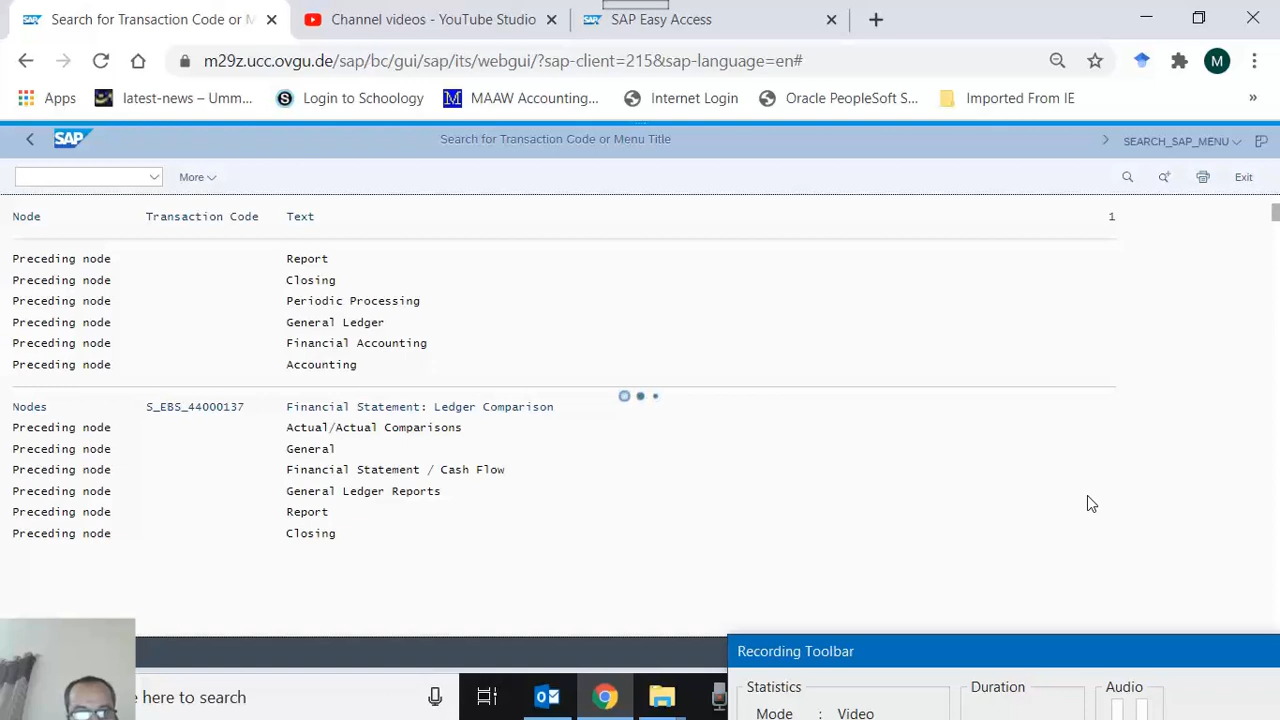 Search for Transaction Code or M
Channel videos - YouTube Studio
SAP Easy Access
m29z.ucc.ovgu.de/sap/bc/gui/sap/its/webgui/?sap-client=215&sap-language=en#
M
Apps
latest-news – Umm...
Login to Schoology
MAAW Accounting...
Internet Login
Oracle PeopleSoft S...
Imported From IE
SAP
Search for Transaction Code or Menu Title
SEARCH_SAP_MENU
More
Exit
Node Transaction Code Text 1
Preceding node Report
Preceding node Closing
Preceding node Periodic Processing
Preceding node General Ledger
Preceding node Financial Accounting
Preceding node Accounting
Nodes S_EBS_44000137 Financial Statement: Ledger Comparison
Preceding node Actual/Actual Comparisons
Preceding node General
Preceding node Financial Statement / Cash Flow
Preceding node General Ledger Reports
Preceding node Report
Preceding node Closing
Recording Toolbar
Statistics
Duration
Audio
Mode : Video
here to search